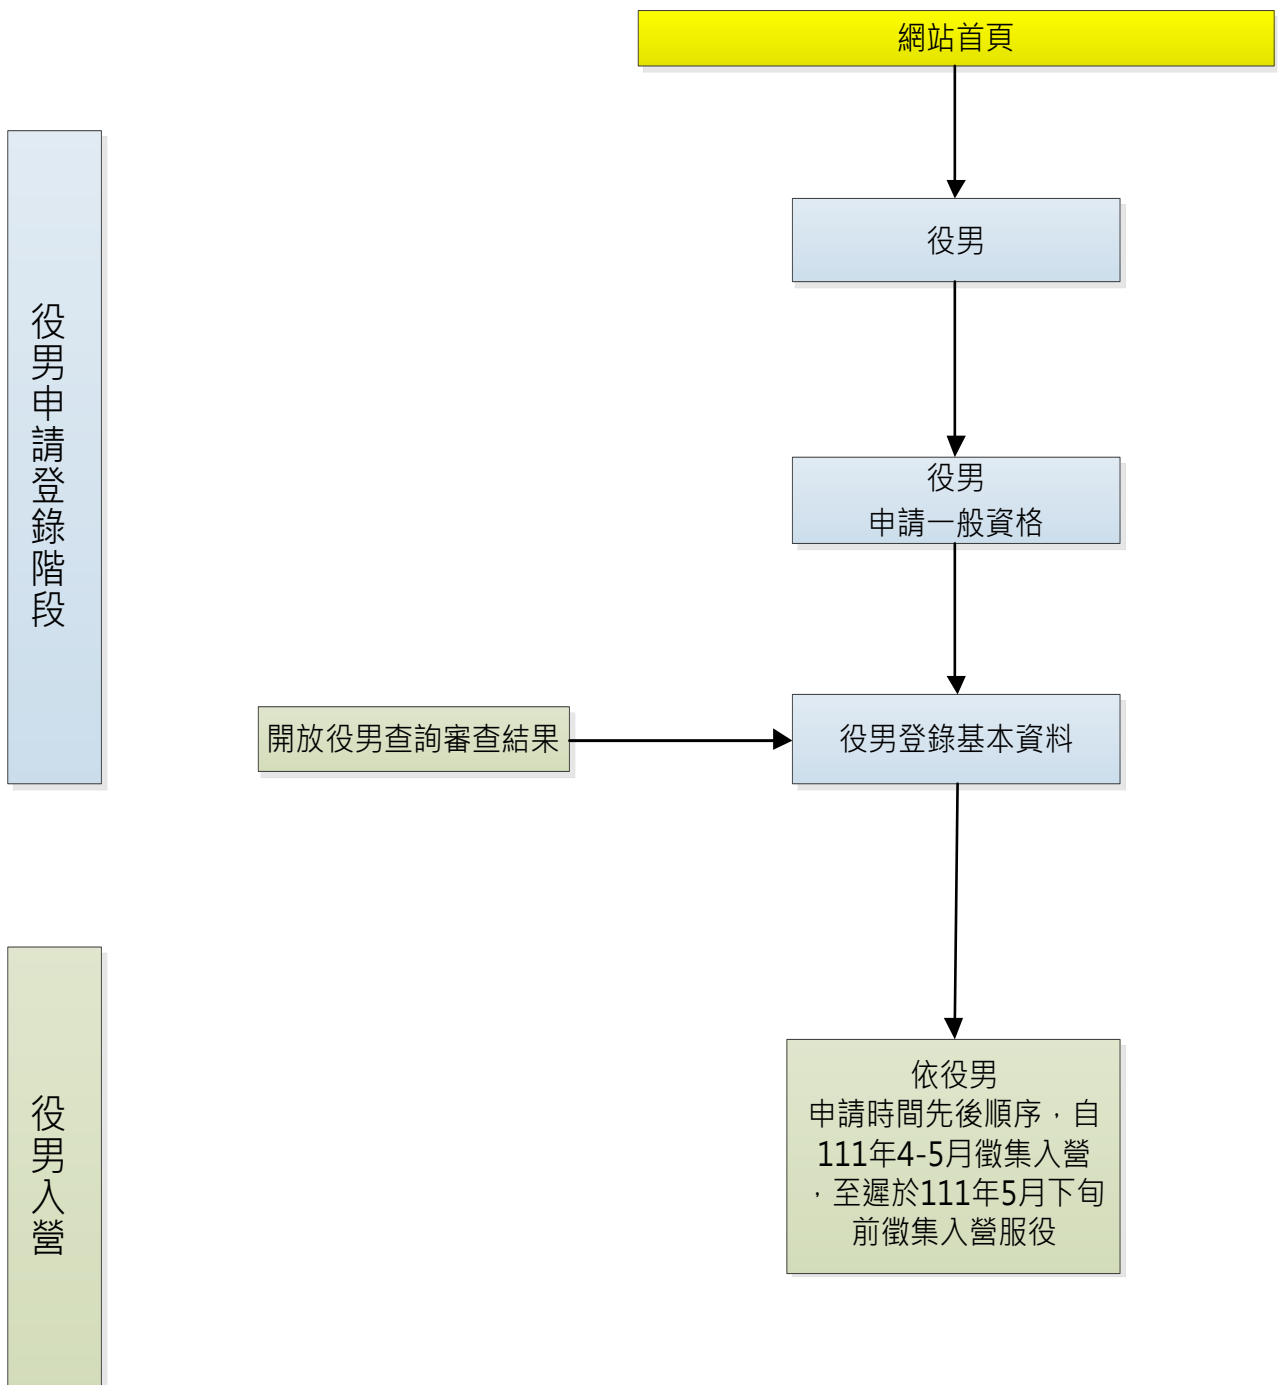 網站首頁
役男
役男申請登錄階段
役男
申請一般資格
開放役男查詢審查結果
役男登錄基本資料
役男入營
依役男
申請時間先後順序，自
111年4-5月徵集入營
，至遲於111年5月下旬
前徵集入營服役